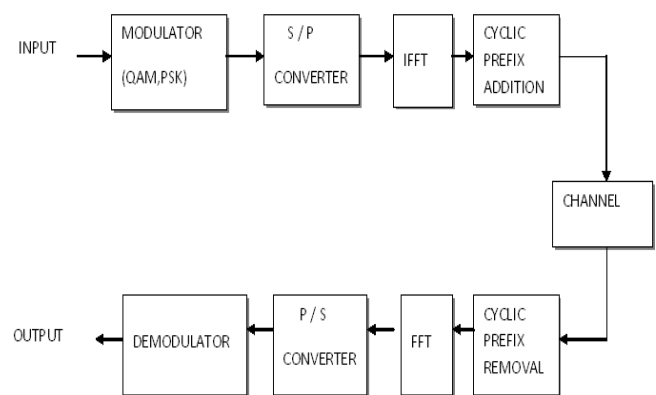 INPUT
MODULATOR
(QAM,PSK)
S / P
CONVERTER
IFFT
CYCLIC
PREFIX
ADDITION
CHANNEL
CYCLIC
PREFIX
REMOVAL
FFT
P / S
CONVERTER
DEMODULATOR
OUTPUT